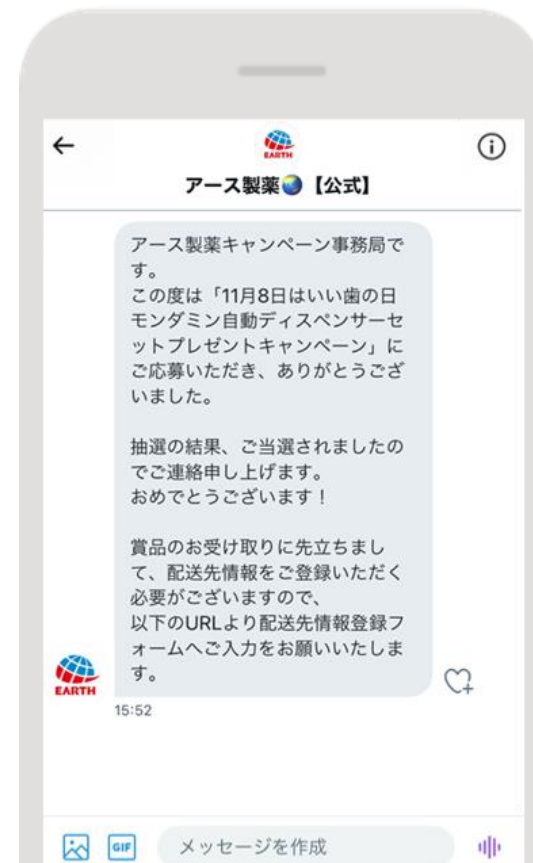 EARTH
アース製薬🌏【公式】
アース製薬キャンペーン事務局で
す。
この度は「11月8日はいい歯の日
モンダミン自動ディスペンサーセ
ットプレゼントキャンペーン」に
ご応募いただき、ありがとうござ
いました。
抽選の結果、ご当選されましたの
でご連絡申し上げます。
おめでとうございます！
賞品のお受け取りに先立ちまし
て、配送先情報をご登録いただく
必要がございますので、
以下のURLより配送先情報登録フ
ォームへご入力をお願いいたしま
す。
EARTH
15:52
GIF
メッセージを作成